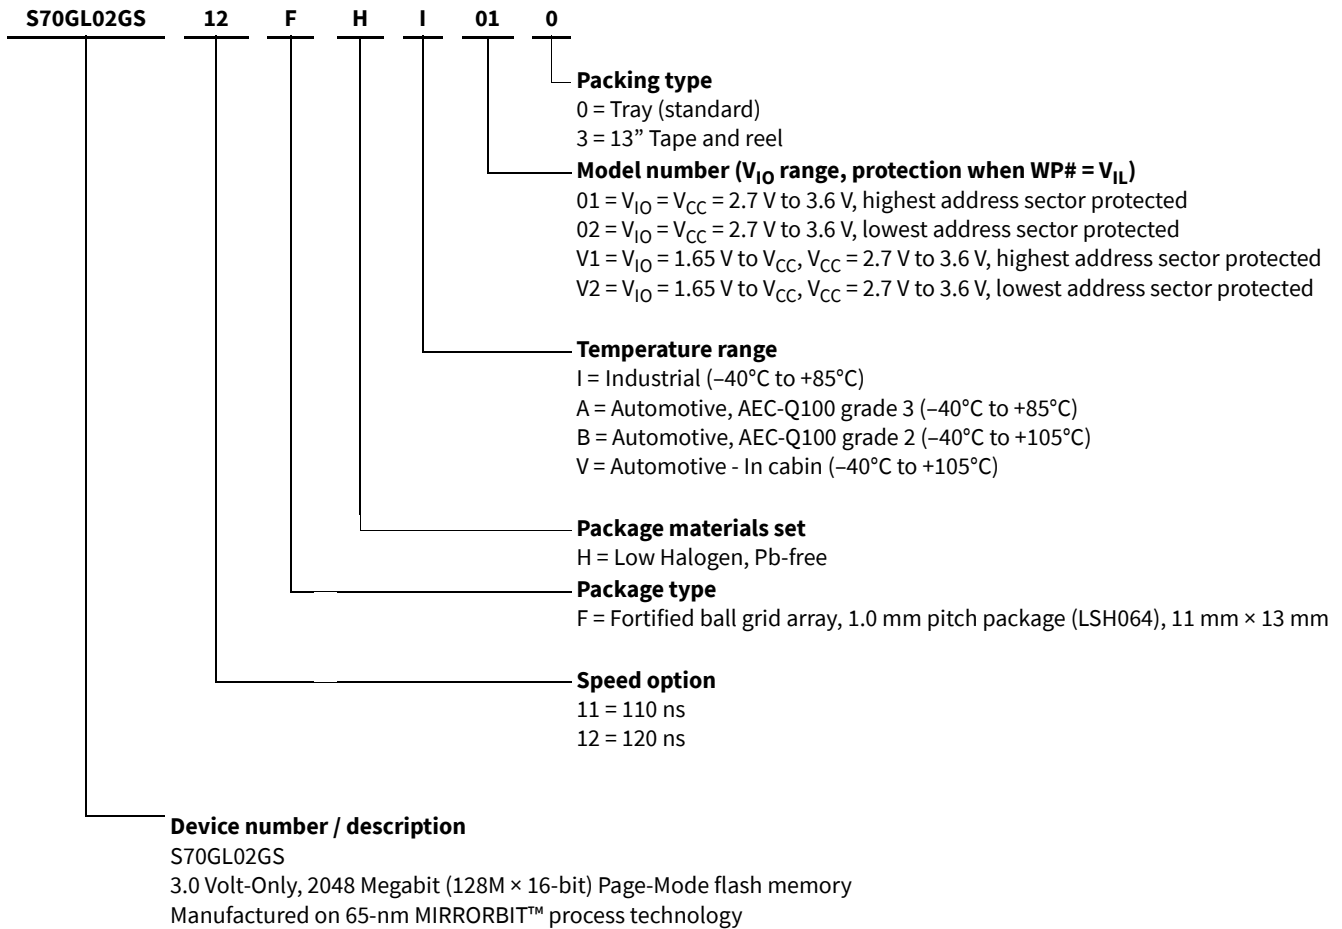 S70GL02GS 12 F H I 01 0
Packing type
0 = Tray (standard)
3 = 13” Tape and reel
Model number (VIO range, protection when WP# = VIL)
01 = VIO = VCC = 2.7 V to 3.6 V, highest address sector protected
02 = VIO = VCC = 2.7 V to 3.6 V, lowest address sector protected
V1 = VIO = 1.65 V to VCC, VCC = 2.7 V to 3.6 V, highest address sector protected
V2 = VIO = 1.65 V to VCC, VCC = 2.7 V to 3.6 V, lowest address sector protected
Temperature range
I = Industrial (–40°C to +85°C)
A = Automotive, AEC-Q100 grade 3 (–40°C to +85°C)
B = Automotive, AEC-Q100 grade 2 (–40°C to +105°C)
V = Automotive - In cabin (–40°C to +105°C)
Package materials set
H = Low Halogen, Pb-free
Package type
F = Fortified ball grid array, 1.0 mm pitch package (LSH064), 11 mm × 13 mm
Speed option
11 = 110 ns
12 = 120 ns
Device number / description
S70GL02GS
3.0 Volt-Only, 2048 Megabit (128M × 16-bit) Page-Mode flash memory
Manufactured on 65-nm MIRRORBIT™ process technology